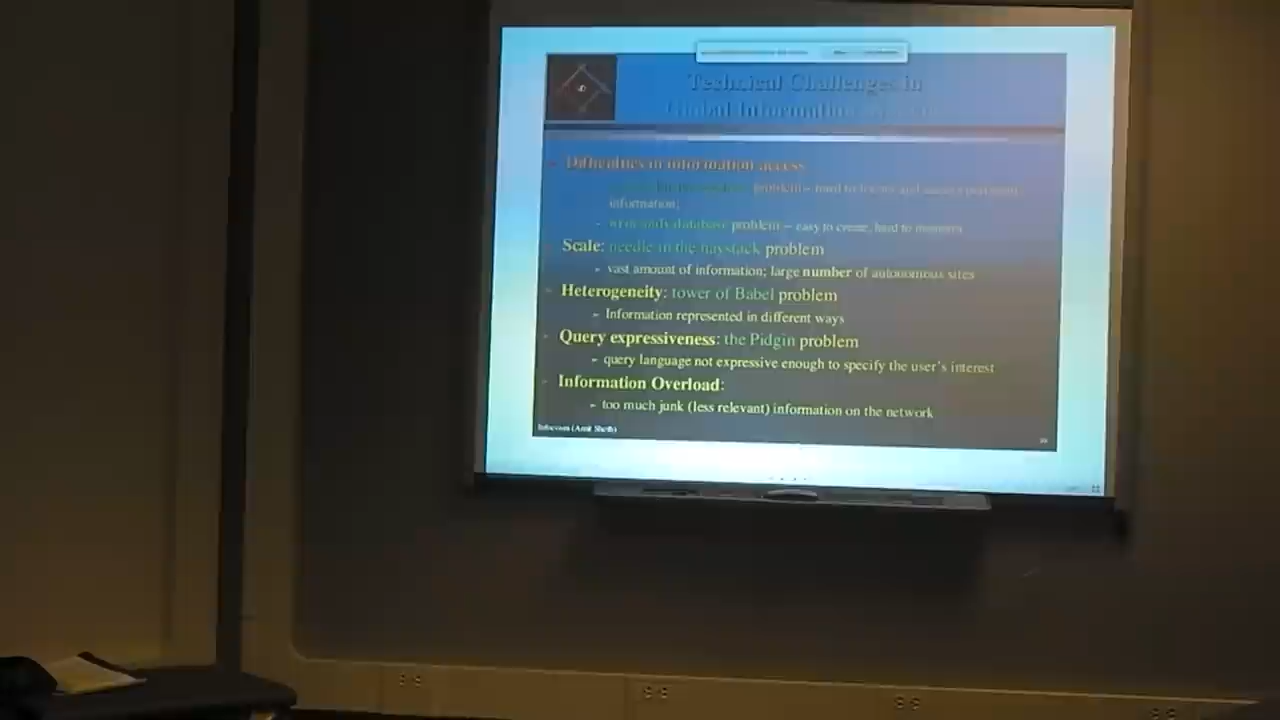 Technical Challenges in
Global Information
Difficulties in information access
problem – hard to locate and
information;
- write only database problem – easy to create, hard to maintain
Scale: needle in the haystack problem
- vast amount of information; large number of autonomous sites
Heterogeneity: tower of Babel problem
- Information represented in different ways
Query expressiveness: the Pidgin problem
- query language not expressive enough to specify the user's interest
Information Overload:
- too much junk (less relevant) information on the network
Infocosm (Amit Sheth)